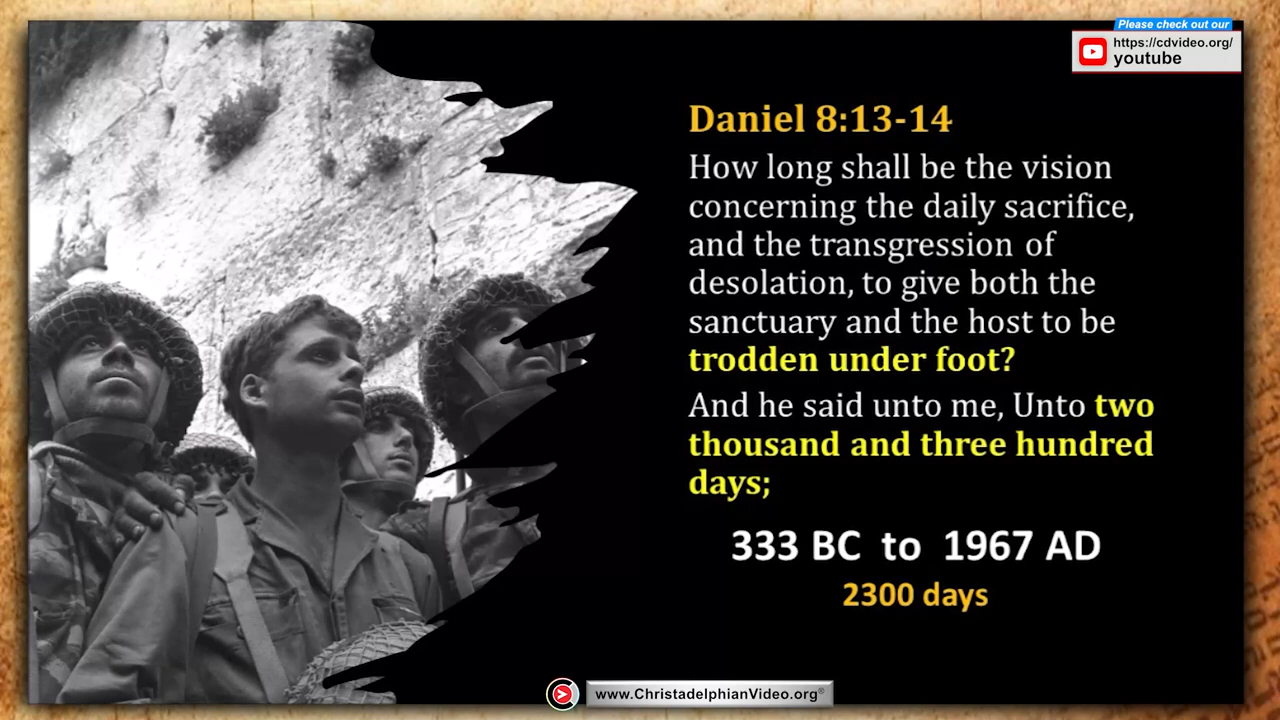 Please check out our
https://cdvideo.org/
youtube
Daniel 8:13-14
How long shall be the vision
concerning the daily sacrifice,
and the transgression of
desolation, to give both the
sanctuary and the host to be
trodden under foot?
And he said unto me, Unto two
thousand and three hundred
days;
333 BC to 1967 AD
2300 days
www.ChristadelphianVideo.org®